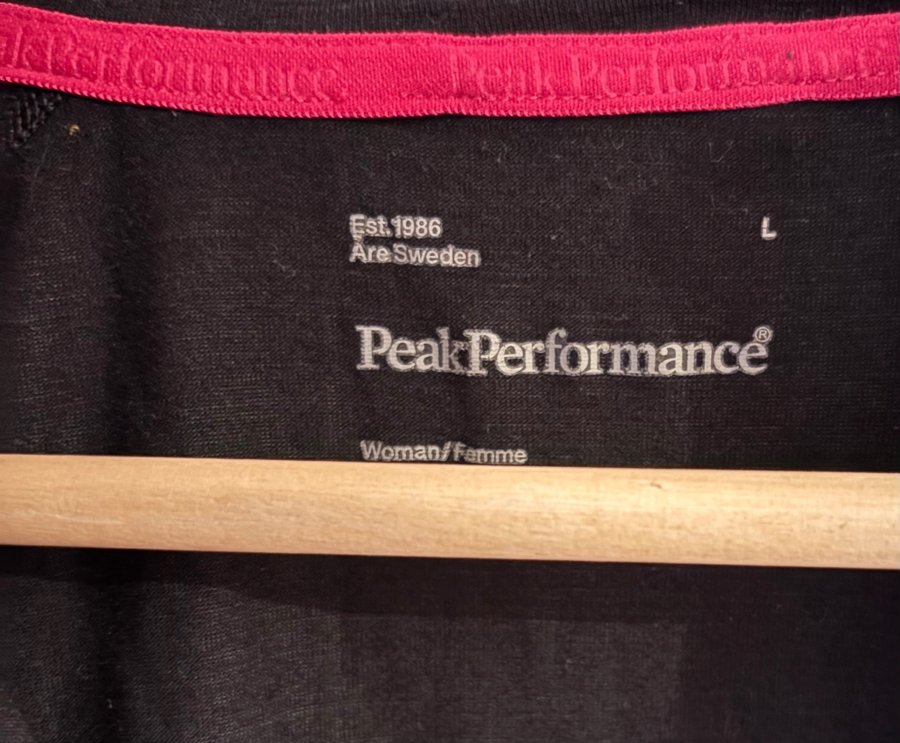 PeakPerformance Peak Performance
Est. 1986
L
Åre Sweden
PeakPerformance®
Woman/Femme